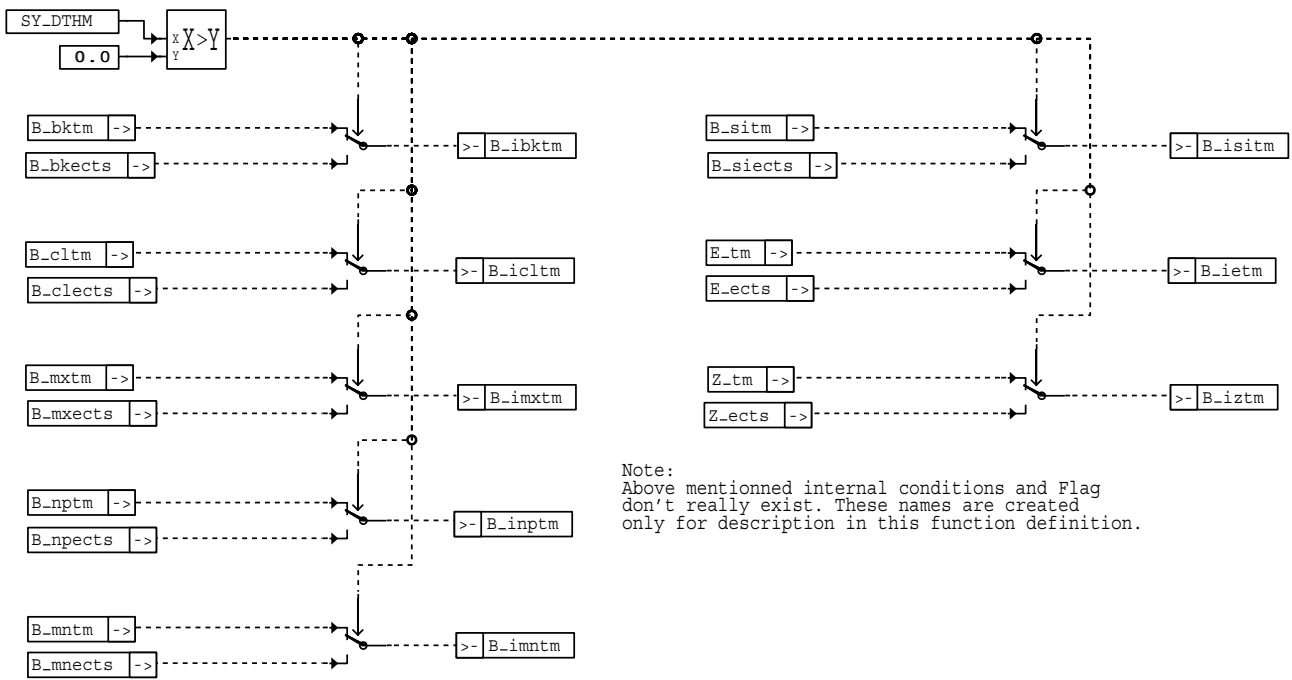 SY_DTHM
X
Y
X>Y
0.0
B_bktm ->
B_bkects ->
>- B_ibktm
B_cltm ->
B_clects ->
>- B_icltm
B_mxtm ->
B_mxects ->
>- B_imxtm
B_nptm ->
B_npects ->
>- B_inptm
B_mntm ->
B_mnects ->
>- B_imntm
B_sitm ->
B_siects ->
>- B_isitm
E_tm ->
E_ects ->
>- B_ietm
Z_tm ->
Z_ects ->
>- B_iztm
Note:
Above mentionned internal conditions and Flag
don't really exist. These names are created
only for description in this function definition.